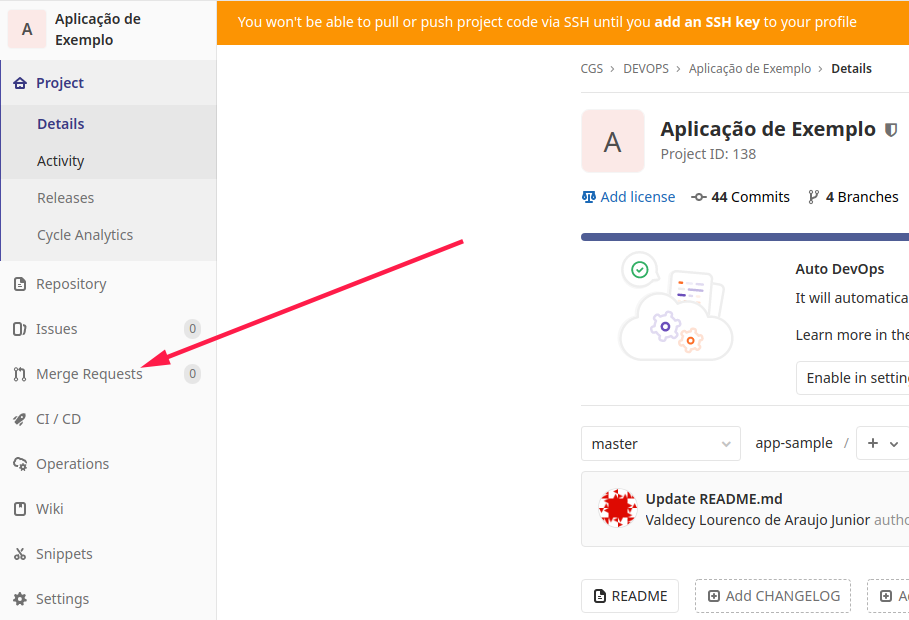 A
Aplicação de
Exemplo
Project
Details
Activity
Releases
Cycle Analytics
Repository
Issues 0
Merge Requests 0
CI / CD
Operations
Wiki
Snippets
Settings
You won't be able to pull or push project code via SSH until you add an SSH key to your profile
CGS › DEVOPS › Aplicação de Exemplo › Details
A
Aplicação de Exemplo
Project ID: 138
Add license 44 Commits 4 Branches
Auto DevOps
It will automatica
Learn more in the
Enable in settin
master app-sample / +
Update README.md
Valdecy Lourenco de Araujo Junior autho
README Add CHANGELOG A